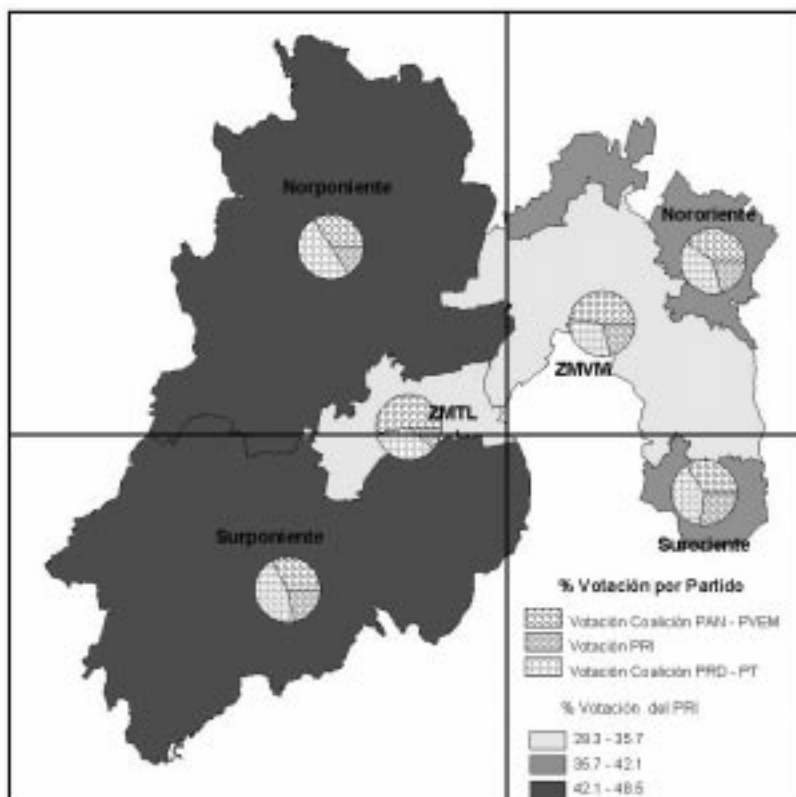 Norponiente
Nororiente
ZMVM
ZMTL
Surponiente
Suroriente
% Votación por Partido
Votación Coalición PAN - PVEM
Votación PRI
Votación Coalición PRD - PT
% Votación del PRI
29.3 - 35.7
35.7 - 42.1
42.1 - 48.5